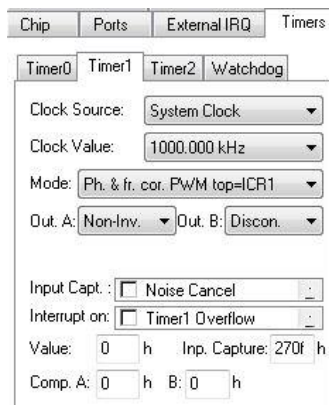 Chip Ports External IRQ Timers
Timer0 Timer1 Timer2 Watchdog
Clock Source: System Clock
Clock Value: 1000.000 kHz
Mode: Ph. & fr. cor. PWM top=ICR1
Out. A: Non-Inv. Out. B: Discon.
Input Capt. : Noise Cancel
Interrupt on: Timer1 Overflow
Value: 0 h Inp. Capture: 270f h
Comp. A: 0 h B: 0 h